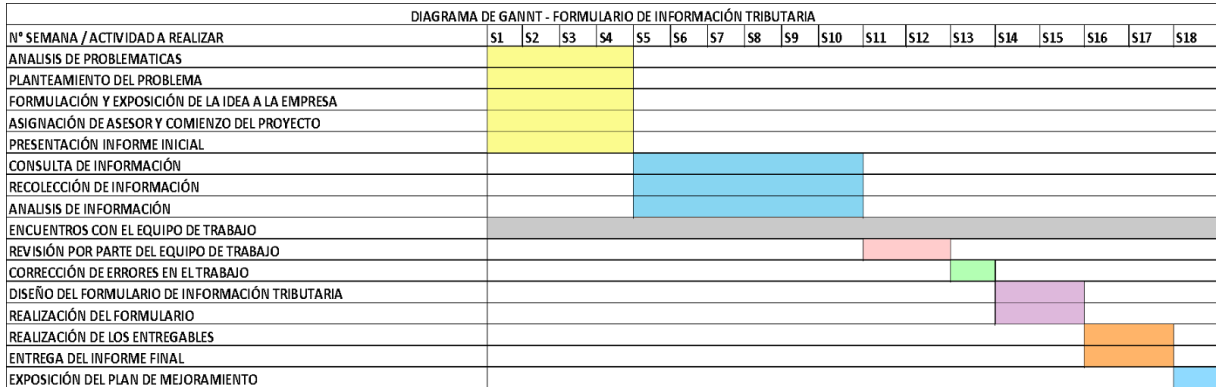 DIAGRAMA DE GANNT - FORMULARIO DE INFORMACIÓN TRIBUTARIA
N° SEMANA / ACTIVIDAD A REALIZAR S1 S2 S3 S4 S5 S6 S7 S8 S9 S10 S11 S12 S13 S14 S15 S16 S17 S18
ANALISIS DE PROBLEMATICAS
PLANTEAMIENTO DEL PROBLEMA
FORMULACIÓN Y EXPOSICIÓN DE LA IDEA A LA EMPRESA
ASIGNACIÓN DE ASESOR Y COMIENZO DEL PROYECTO
PRESENTACIÓN INFORME INICIAL
CONSULTA DE INFORMACIÓN
RECOLECCIÓN DE INFORMACIÓN
ANALISIS DE INFORMACIÓN
ENCUENTROS CON EL EQUIPO DE TRABAJO
REVISIÓN POR PARTE DEL EQUIPO DE TRABAJO
CORRECCIÓN DE ERRORES EN EL TRABAJO
DISEÑO DEL FORMULARIO DE INFORMACIÓN TRIBUTARIA
REALIZACIÓN DEL FORMULARIO
REALIZACIÓN DE LOS ENTREGABLES
ENTREGA DEL INFORME FINAL
EXPOSICIÓN DEL PLAN DE MEJORAMIENTO